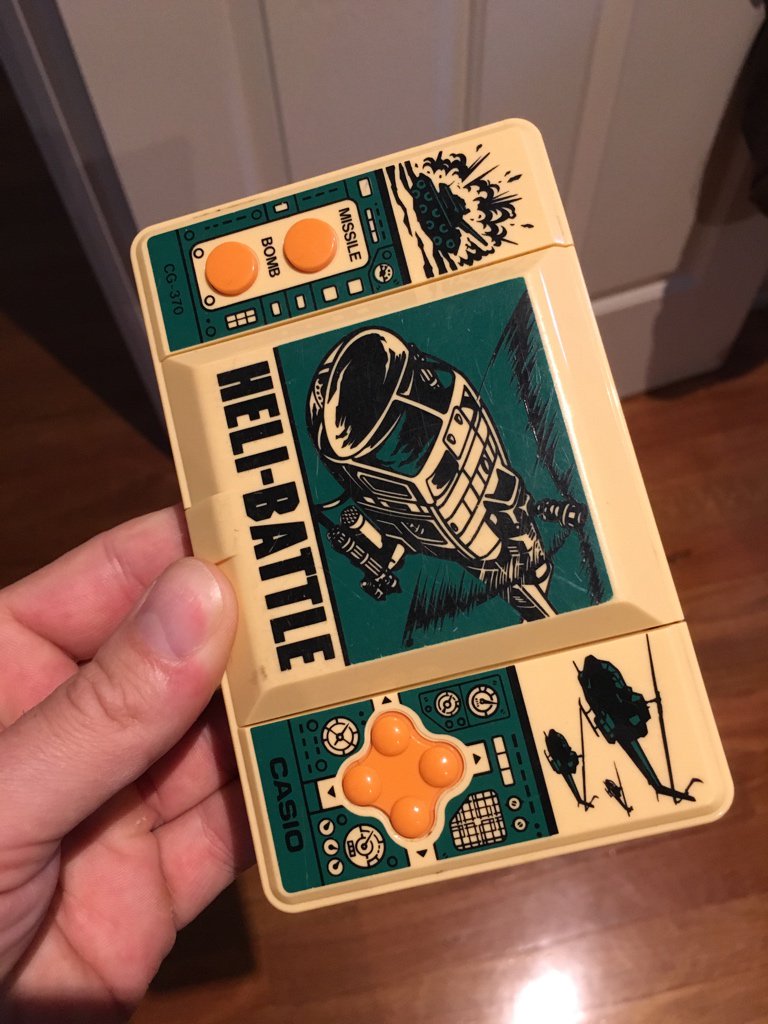 HELI-BATTLE
CASIO
CG-370
BOMB
MISSILE